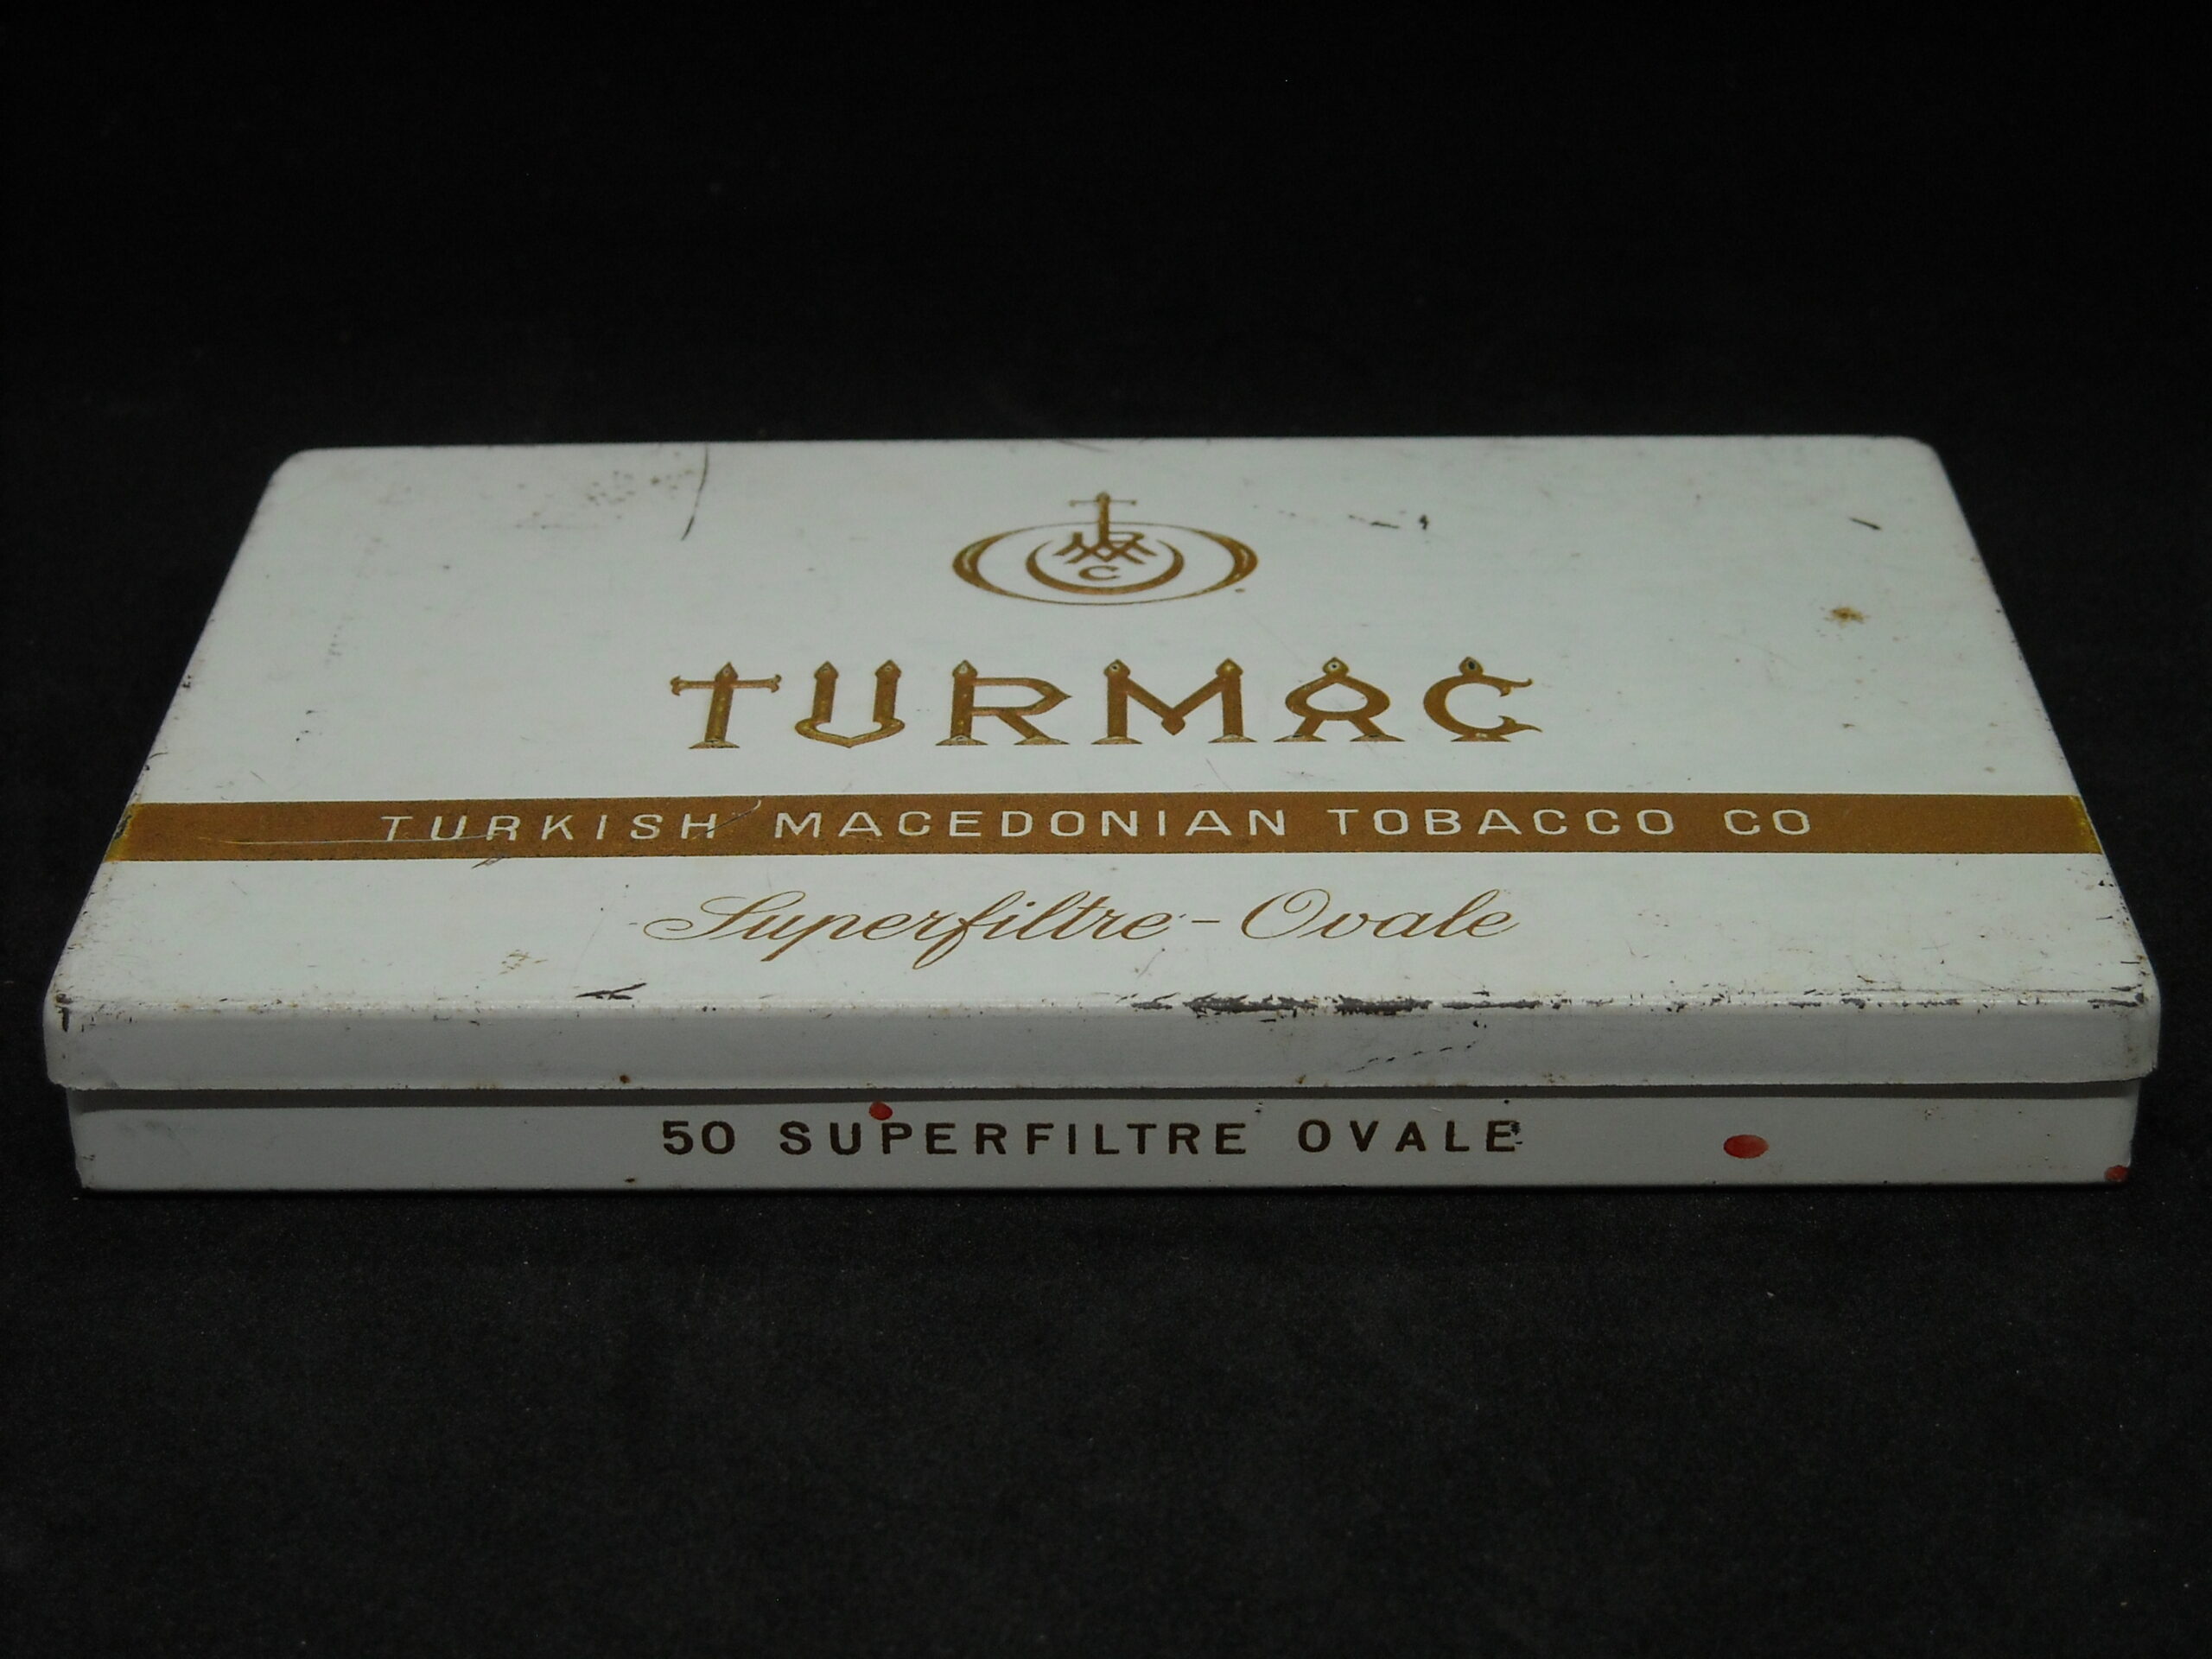 TURMAC
TURKISH MACEDONIAN TOBACCO CO
Superfiltre-Ovale
50 SUPERFILTRE OVALE